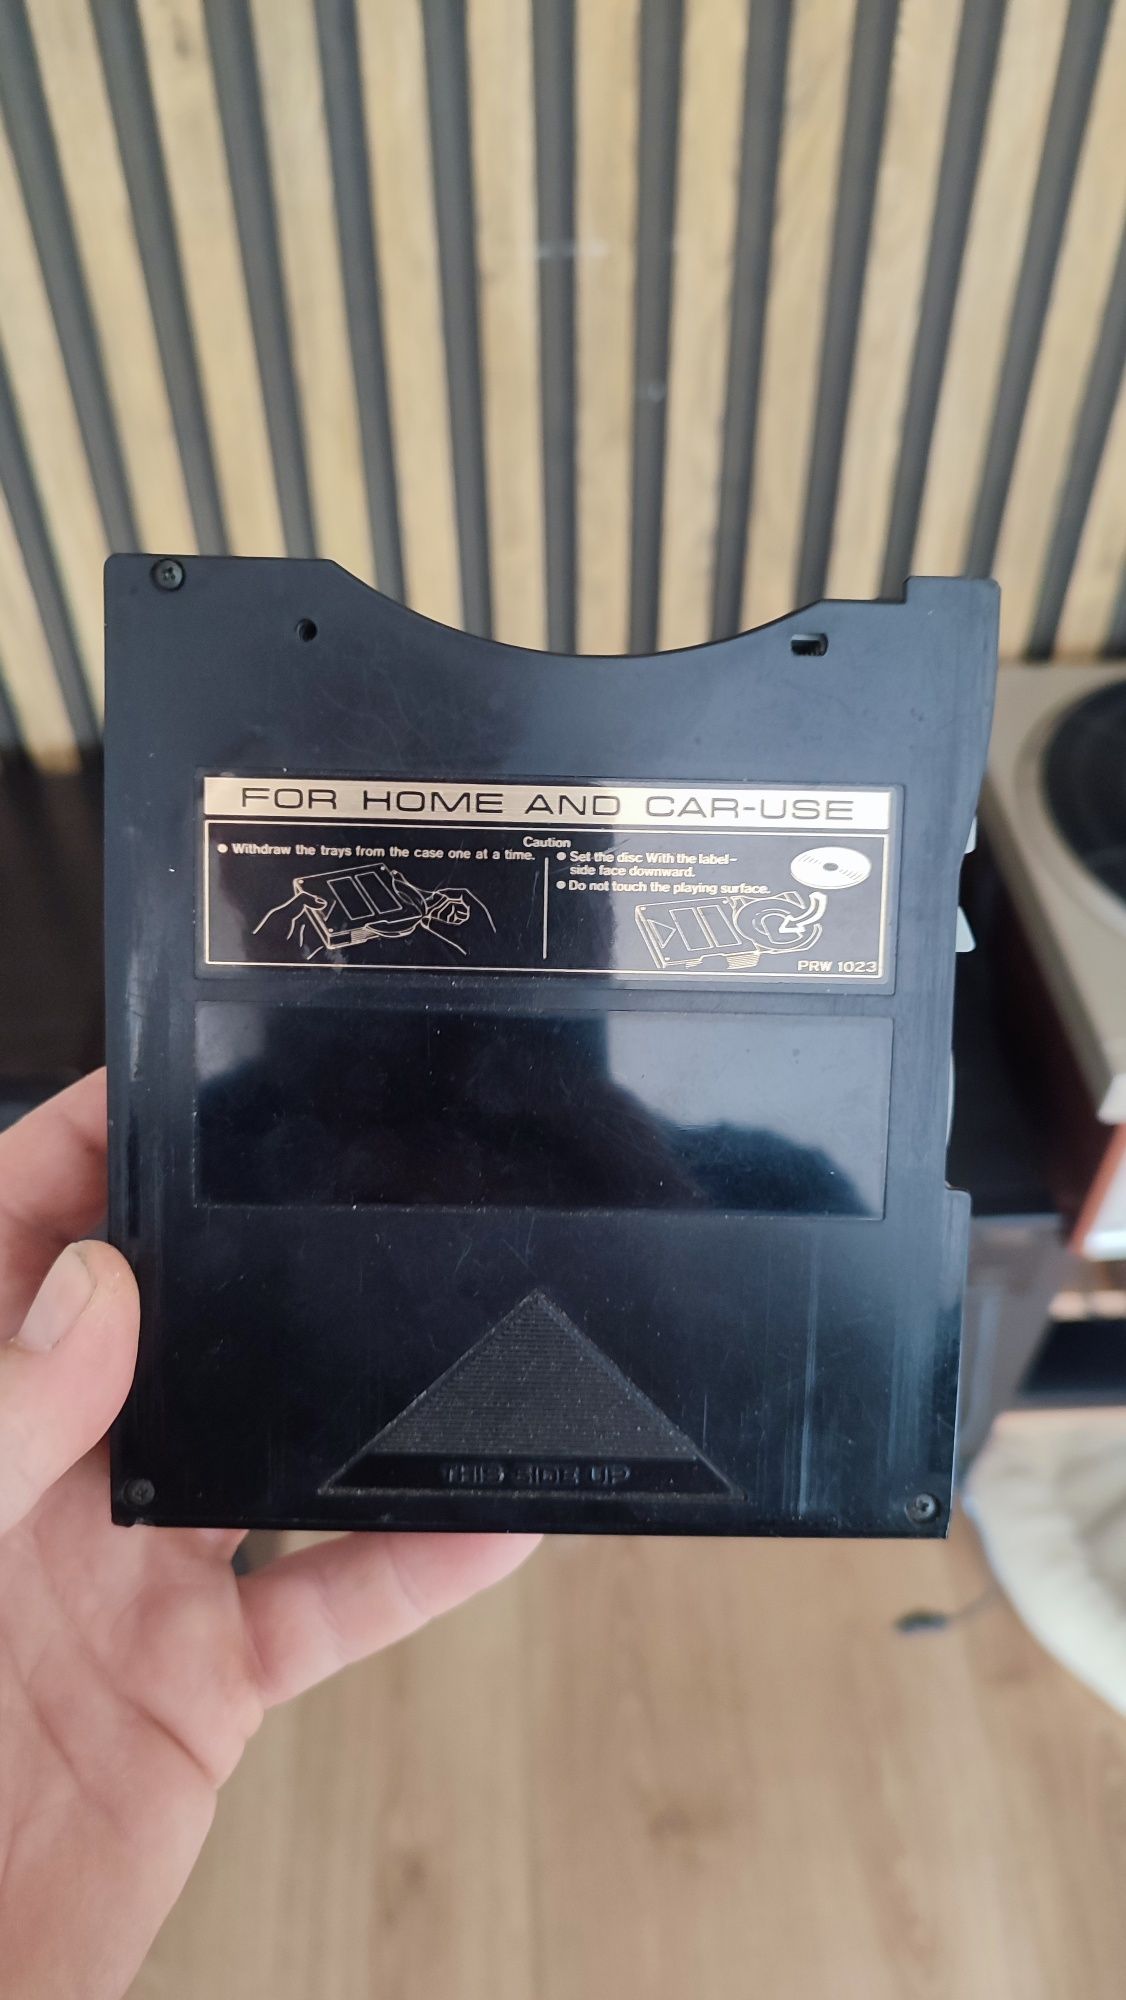 FOR HOME AND CAR-USE
Caution
● Withdraw the trays from the case one at a time.
● Set the disc With the label-
side face downward.
● Do not touch the playing surface.
PRW 1023
THIS SIDE UP